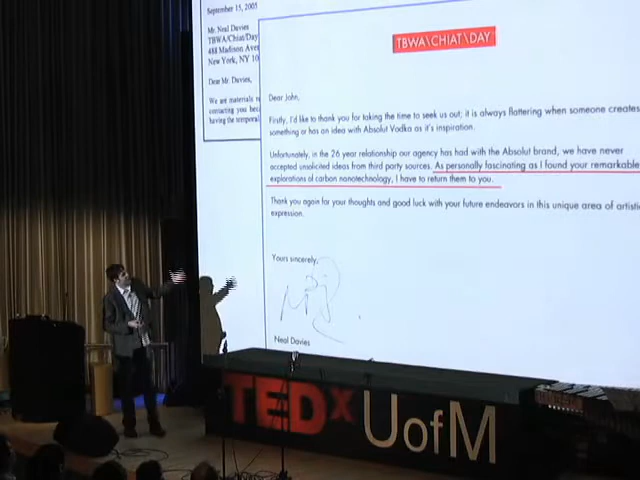 September 15, 2005
Mr. Neal Davies
TBWA/Chiat/Day
488 Madison Ave
New York, NY 10
Dear Mr. Davies,
We are materials
contacting you
having the
TBWA\CHIAT\DAY
Dear John,
Firstly, I'd like to thank you for taking the time to seek us out; it is always flattering when someone creates
something or has an idea with Absolut Vodka as it's inspiration.
Unfortunately, in the 26 year relationship our agency has had with the Absolut brand, we have never
accepted unsolicited ideas from third party sources. As personally fascinating as I found your remarkable
explorations of carbon nanotechnology, I have to return them to you.
Thank you again for your thoughts and good luck with your future endeavors in this unique area of artistic
expression.
Yours sincerely,
Neal Davies
TEDx UofM